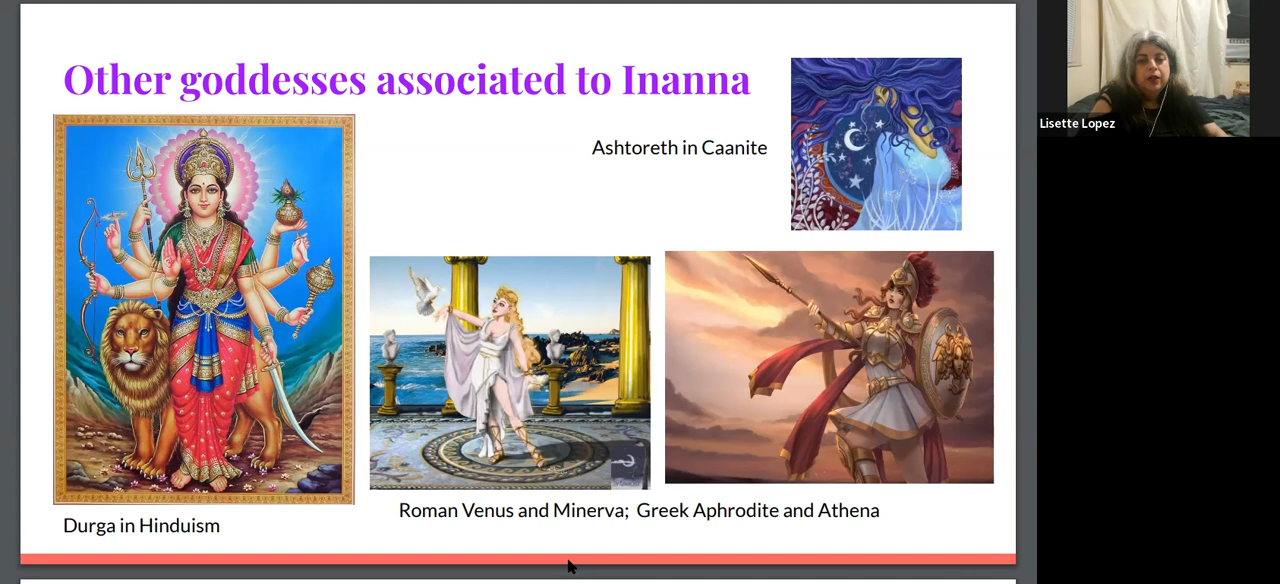 Other goddesses associated to Inanna
Ashtoreth in Caanite
Lisette Lopez
Roman Venus and Minerva; Greek Aphrodite and Athena
Durga in Hinduism